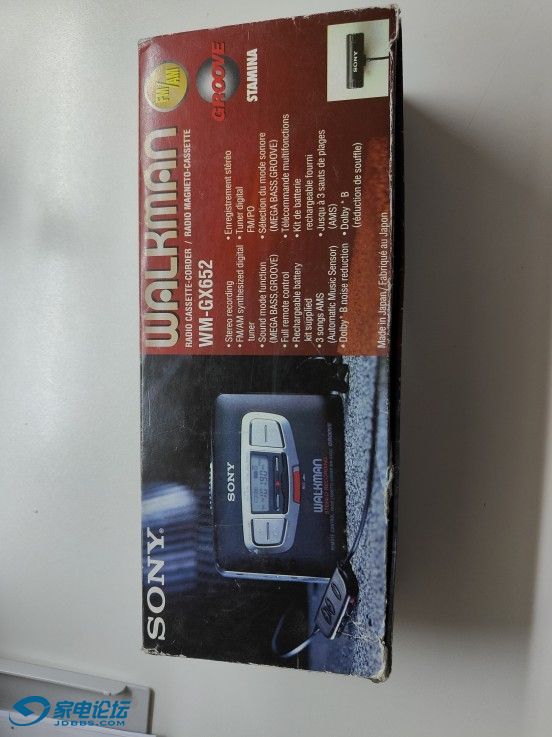 SONY®
WALKMAN
FM/AM
RADIO CASSETTE-CORDER / RADIO MAGNETO-CASSETTE
WM-GX652
GROOVE
STAMINA
• Stereo recording
• FM/AM synthesized digital
tuner
• Sound mode function
(MEGA BASS.GROOVE)
• Full remote control
• Rechargeable battery
kit supplied
• 3 songs AMS
(Automatic Music Sensor)
• Dolby* B noise reduction
• Enregistrement stéréo
• Tuner digital
FM/PO
• Sélection du mode sonore
(MEGA BASS.GROOVE)
• Télécommande multifonctions
• Kit de batterie
rechargeable fourni
• Jusqu à 3 sauts de plages
(AMS)
• Dolby* B
(réduction de souffle)
Made in Japan / Fabriqué au Japon
SONY
SONY
WALKMAN
STEREO RECORDING
GROOVE
家电论坛
JDBBS.COM